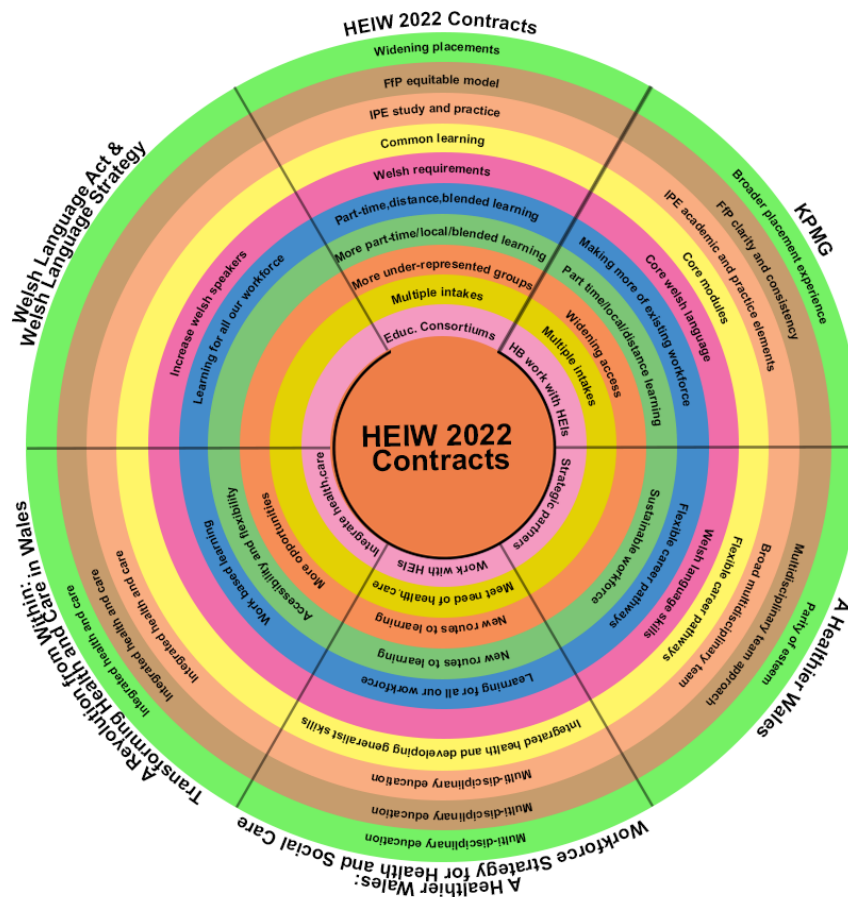 HEIW 2022 Contracts
Widening placements
FfP equitable model
IPE study and practice
Common learning
Welsh requirements
Part-time,distance,blended learning
More part-time/local/blended learning
More under-represented groups
Multiple intakes
Educ. Consortiums
KPMG
Broader placement experience
FfP clarity and consistency
IPE academic and practice elements
Core modules
Core welsh language
Making more of existing workforce
Part time/local/distance learning
Widening access
Multiple intakes
HB work with HEIs
A Healthier Wales
Parity of esteem
Multidisciplinary team approach
Broad multidisciplinary team
Flexible career pathways
Welsh language skills
Flexible career pathways
Sustainable workforce
Strategic partners
A Healthier Wales:
Workforce Strategy for Health and Social Care
Multi-disciplinary education
Multi-disciplinary education
Multi-disciplinary education
Integrated health and developing generalist skills
Learning for all our workforce
New routes to learning
New routes to learning
Meet need of health,care
Work with HEIs
A Revolution from Within:
Transforming Health and Care in Wales
Integrated health and care
Integrated health and care
Integrated health and care
Work based learning
Accessibility and flexibility
More opportunities
Integrate health.care
Welsh Language Act &
Welsh Language Strategy
Increase welsh speakers
Learning for all our workforce
HEIW 2022
Contracts